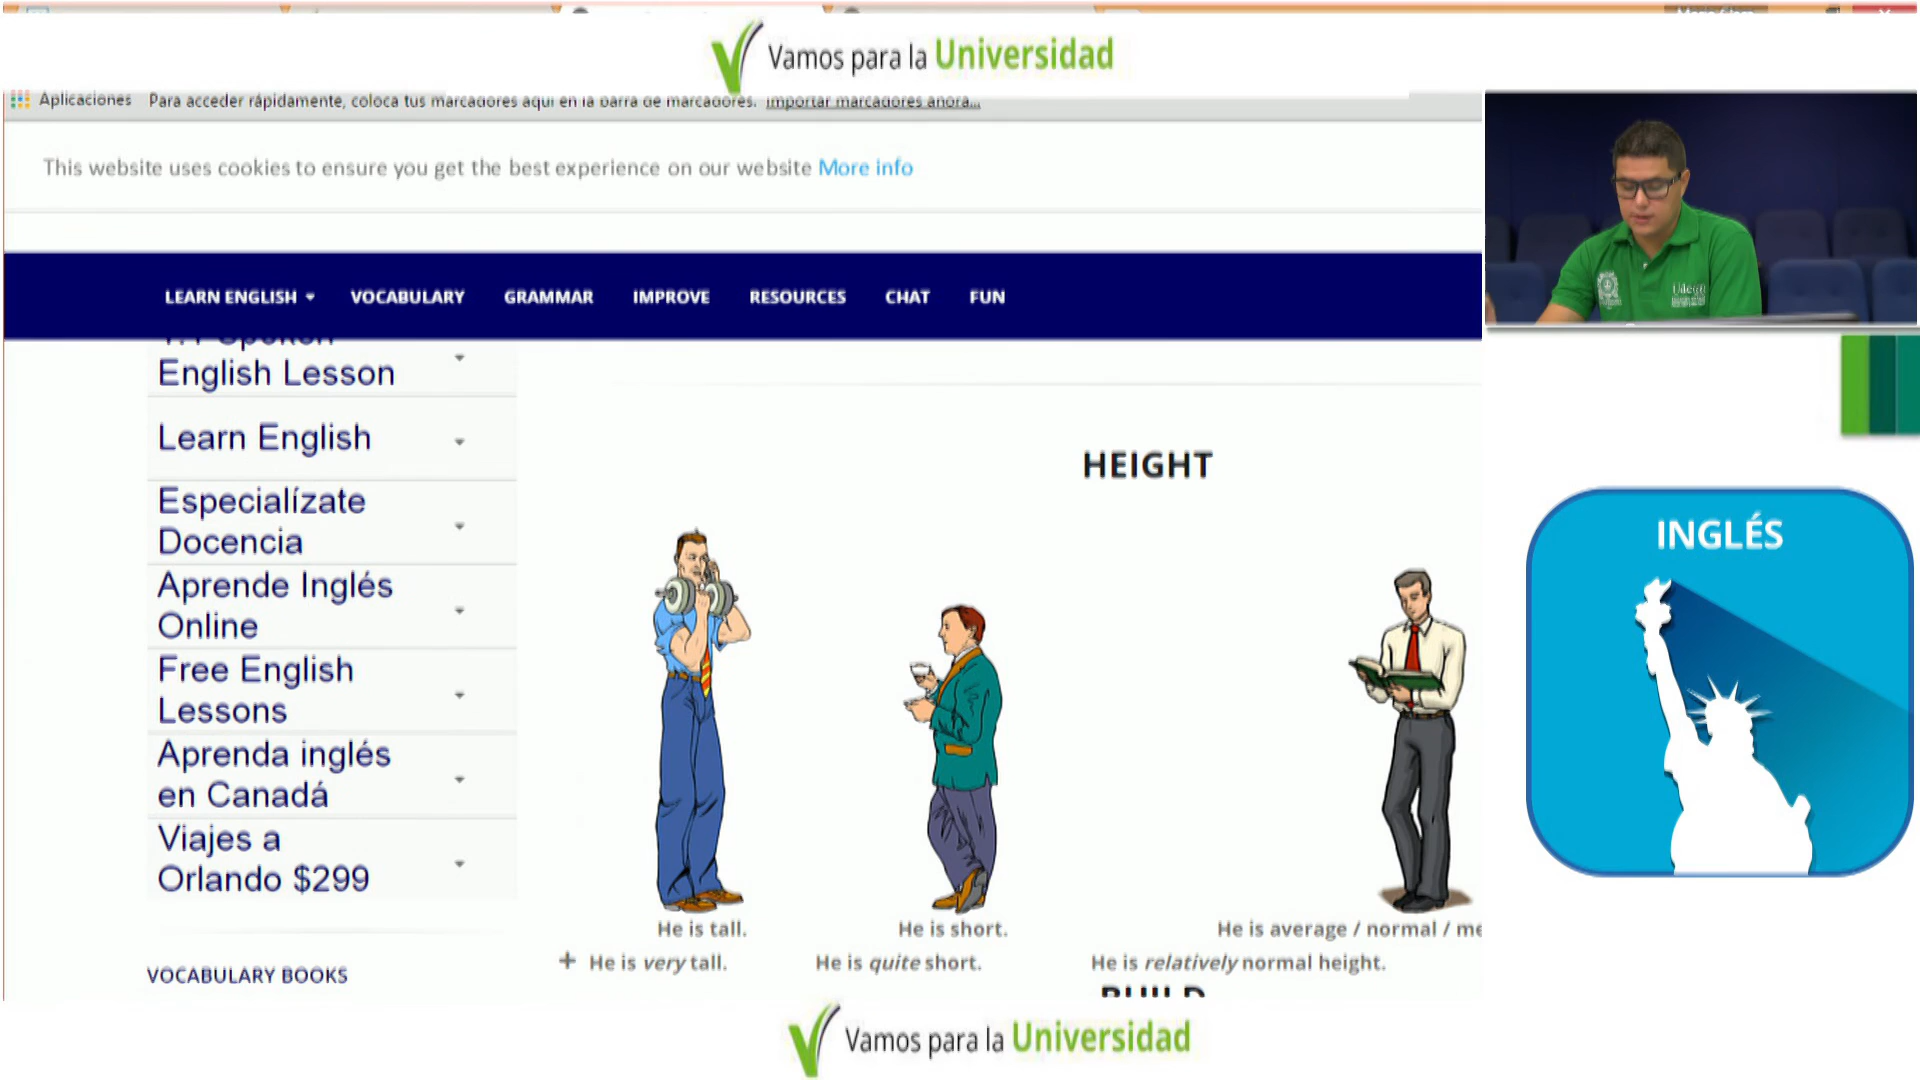 Vamos para la Universidad
Aplicaciones Para acceder rápidamente, coloca tus marcadores aquí en la barra de marcadores. Importar marcadores ahora...
This website uses cookies to ensure you get the best experience on our website More info
LEARN ENGLISH VOCABULARY GRAMMAR IMPROVE RESOURCES CHAT FUN
English Lesson
Learn English
Especialízate
Docencia
Aprende Inglés
Online
Free English
Lessons
Aprenda inglés
en Canadá
Viajes a
Orlando $299
VOCABULARY BOOKS
HEIGHT
He is tall. He is short. He is average / normal / me
+ He is very tall. He is quite short. He is relatively normal height.
BUILD
INGLÉS
Vamos para la Universidad